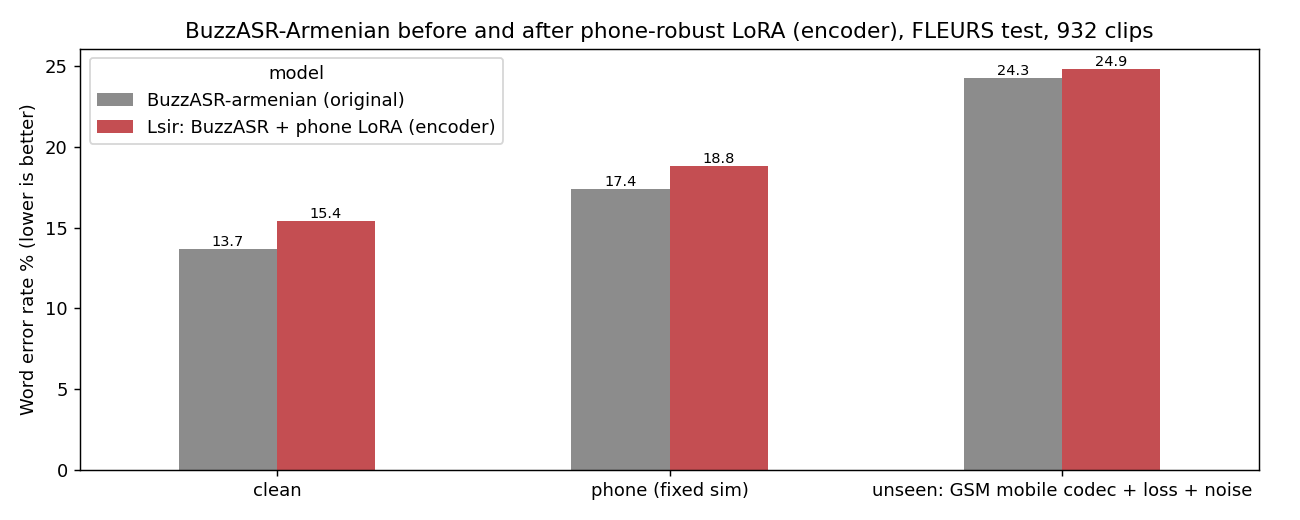 BuzzASR-Armenian before and after phone-robust LoRA (encoder), FLEURS test, 932 clips
model
BuzzASR-armenian (original)
Lsir: BuzzASR + phone LoRA (encoder)
Word error rate % (lower is better)
25
20
15
10
5
0
13.7
15.4
17.4
18.8
24.3
24.9
clean
phone (fixed sim)
unseen: GSM mobile codec + loss + noise